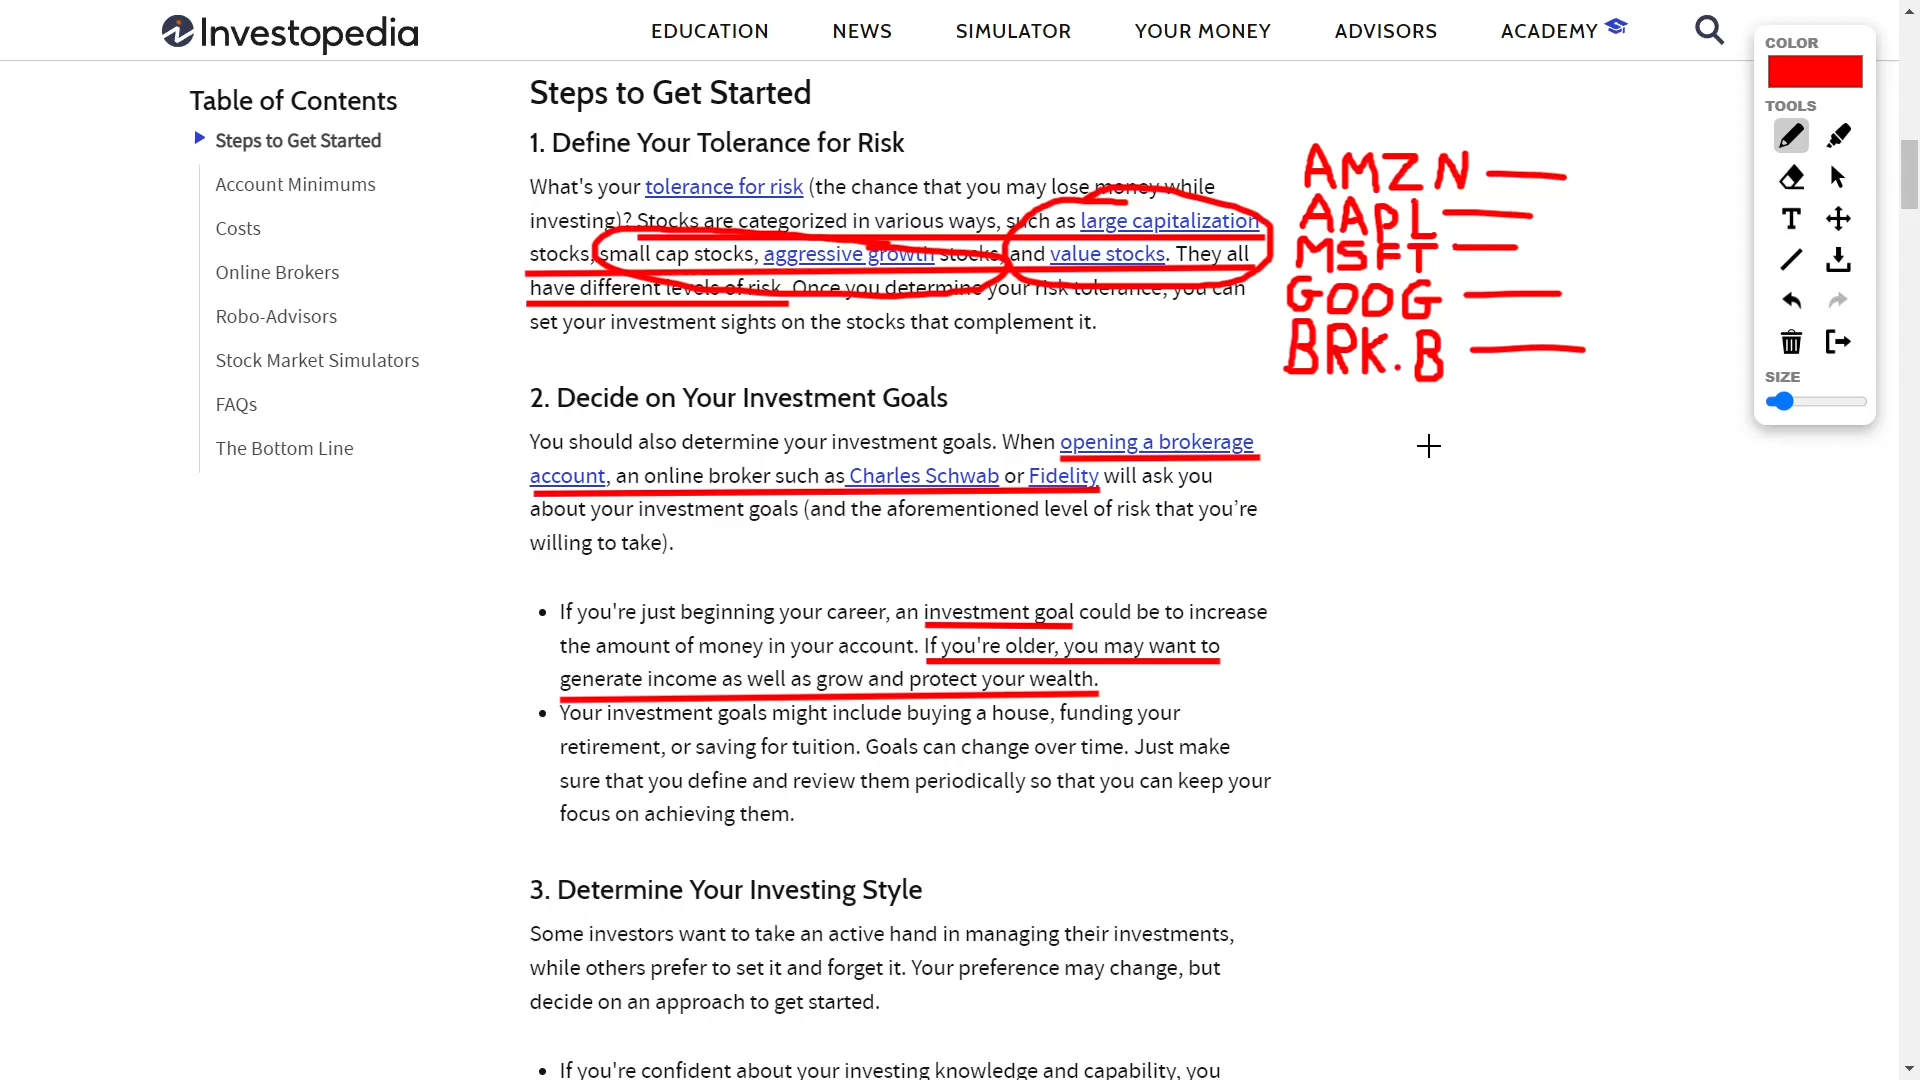 Investopedia
EDUCATION NEWS SIMULATOR YOUR MONEY ADVISORS ACADEMY
Table of Contents
Steps to Get Started
Account Minimums
Costs
Online Brokers
Robo-Advisors
Stock Market Simulators
FAQs
The Bottom Line
Steps to Get Started
1. Define Your Tolerance for Risk
What's your tolerance for risk (the chance that you may lose money while
investing)? Stocks are categorized in various ways, such as large capitalization
stocks, small cap stocks, aggressive growth stocks, and value stocks. They all
have different levels of risk. Once you determine your risk tolerance, you can
set your investment sights on the stocks that complement it.
2. Decide on Your Investment Goals
You should also determine your investment goals. When opening a brokerage
account, an online broker such as Charles Schwab or Fidelity will ask you
about your investment goals (and the aforementioned level of risk that you’re
willing to take).
• If you're just beginning your career, an investment goal could be to increase
the amount of money in your account. If you're older, you may want to
generate income as well as grow and protect your wealth.
• Your investment goals might include buying a house, funding your
retirement, or saving for tuition. Goals can change over time. Just make
sure that you define and review them periodically so that you can keep your
focus on achieving them.
3. Determine Your Investing Style
Some investors want to take an active hand in managing their investments,
while others prefer to set it and forget it. Your preference may change, but
decide on an approach to get started.
• If you're confident about your investing knowledge and capability, you
AMZN
AAPL
MSFT
GOOG
BRK.B
COLOR
TOOLS
T
SIZE